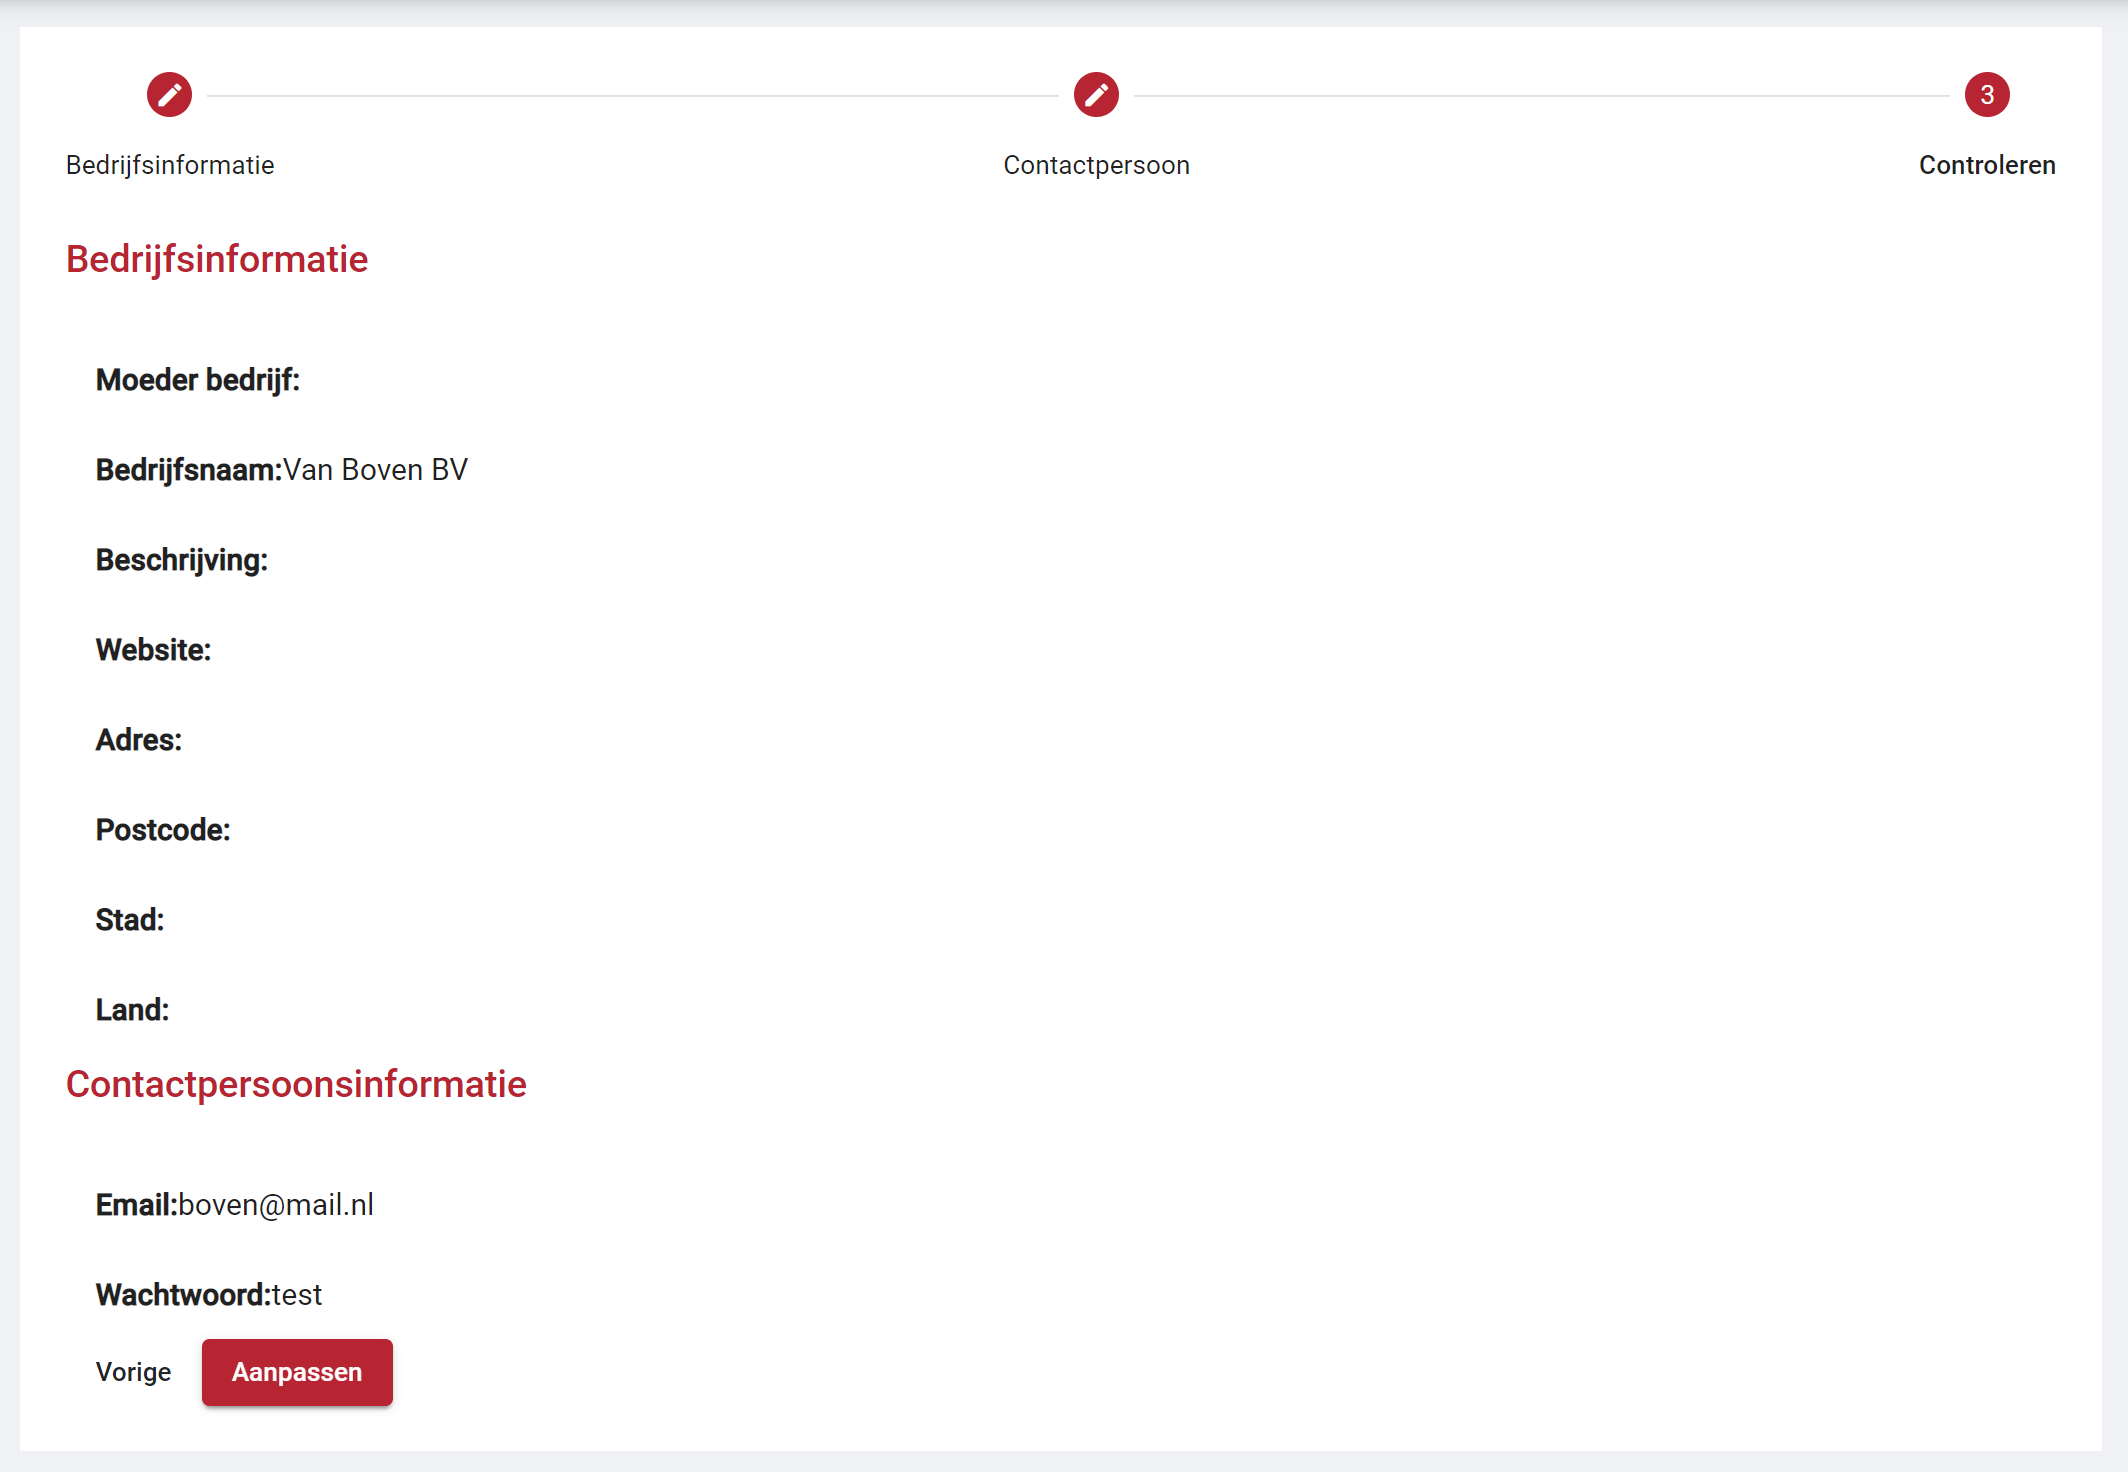 3
Bedrijfsinformatie
Contactpersoon
Controleren
Bedrijfsinformatie
Moeder bedrijf:
Bedrijfsnaam:Van Boven BV
Beschrijving:
Website:
Adres:
Postcode:
Stad:
Land:
Contactpersoonsinformatie
Email:boven@mail.nl
Wachtwoord:test
Vorige
Aanpassen